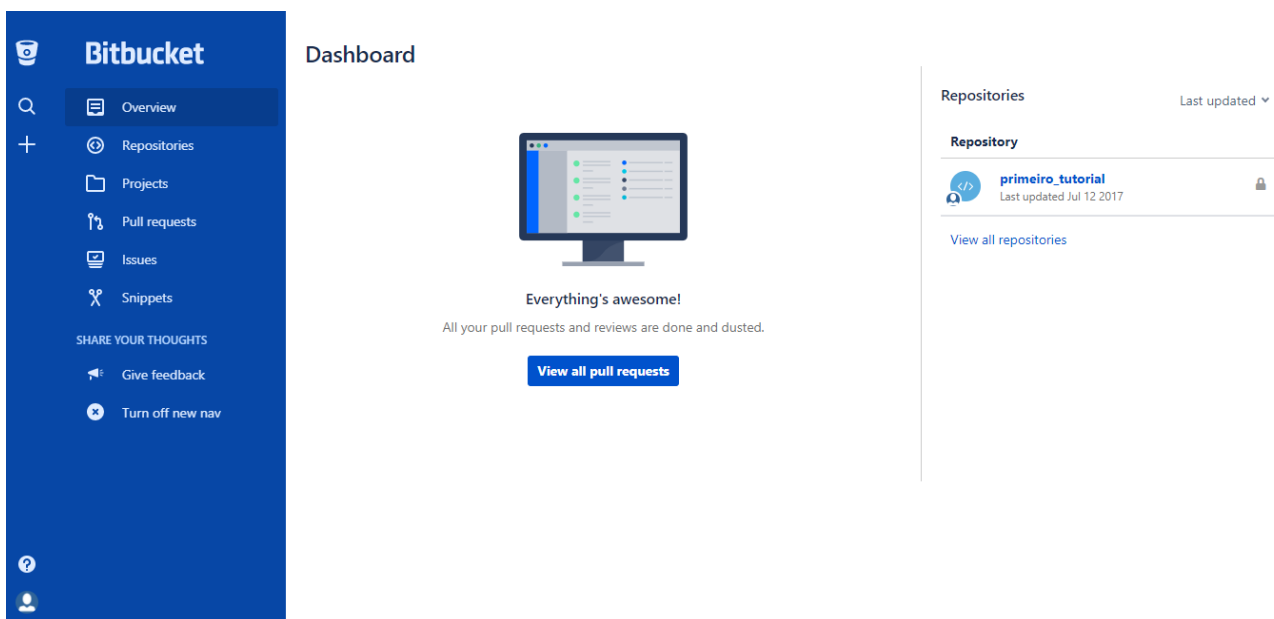 Bitbucket
Overview
Repositories
Projects
Pull requests
Issues
Snippets
SHARE YOUR THOUGHTS
Give feedback
Turn off new nav
Dashboard
Everything's awesome!
All your pull requests and reviews are done and dusted.
View all pull requests
Repositories
Last updated
Repository
primeiro_tutorial
Last updated Jul 12 2017
View all repositories